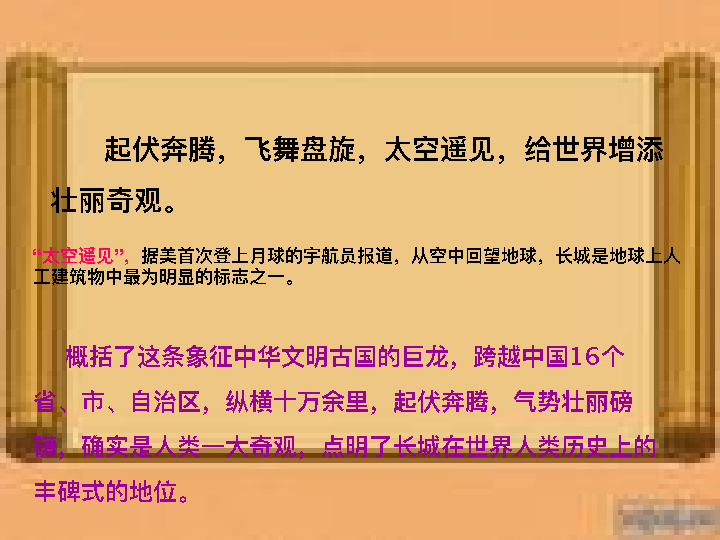 起伏奔腾，飞舞盘旋，太空遥见，给世界增添
壮丽奇观。
“太空遥见”，据美首次登上月球的宇航员报道，从空中回望地球，长城是地球上人
工建筑物中最为明显的标志之一。
概括了这条象征中华文明古国的巨龙，跨越中国16个
省、市、自治区，纵横十万余里，起伏奔腾，气势壮丽磅
礴，确实是人类一大奇观，点明了长城在世界人类历史上的
丰碑式的地位。